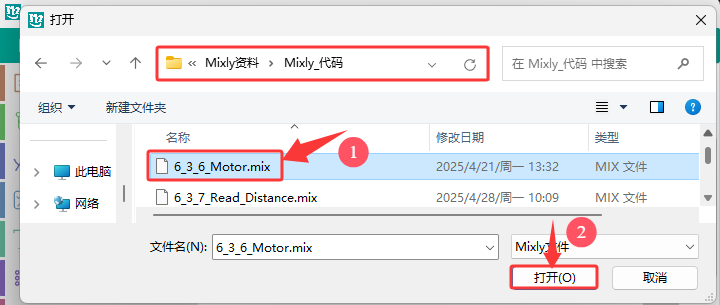 打开
« Mixly资料 › Mixly_代码
在 Mixly_代码 中搜索
组织 新建文件夹
名称 修改日期 类型
此电脑
6_3_6_Motor.mix 2025/4/21/周一 13:32 MIX 文件
1
网络
6_3_7_Read_Distance.mix 2025/4/28/周一 10:09 MIX 文件
2
文件名(N): 6_3_6_Motor.mix Mixly文件
打开(O) 取消